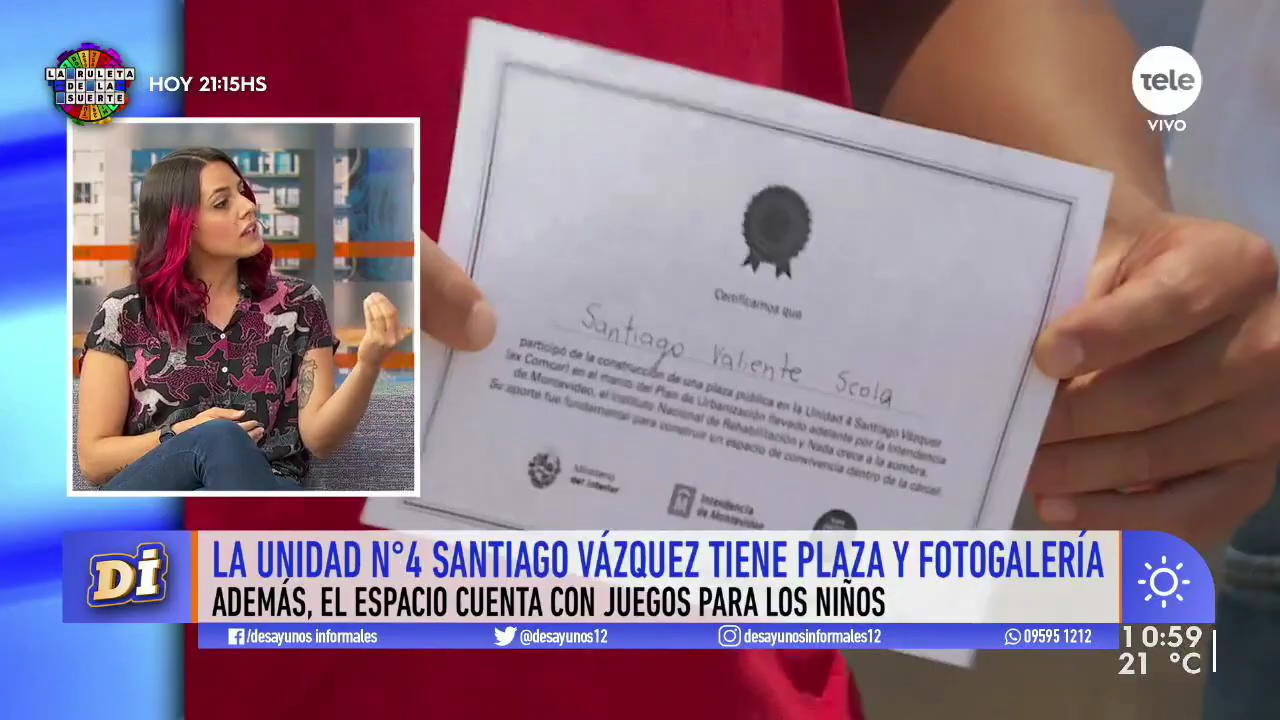 LA RULETA
DE LA
SUERTE
HOY 21:15HS
tele
VIVO
Certificamos que
Santiago Valiente Scola
participó de la construcción de una plaza pública en la Unidad 4 Santiago Vázquez
(ex Comcar) en el marco del Plan de Urbanización llevado adelante por la Intendencia
de Montevideo, el Instituto Nacional de Rehabilitación y Nada crece a la sombra.
Su aporte fue fundamental para construir un espacio de convivencia dentro de la cárcel.
Ministerio
del Interior
Intendencia
de Montevideo
DI
LA UNIDAD N°4 SANTIAGO VÁZQUEZ TIENE PLAZA Y FOTOGALERÍA
ADEMÁS, EL ESPACIO CUENTA CON JUEGOS PARA LOS NIÑOS
/desayunos informales
@desayunos12
desayunosinformales12
09595 1212
10:59
21 °C